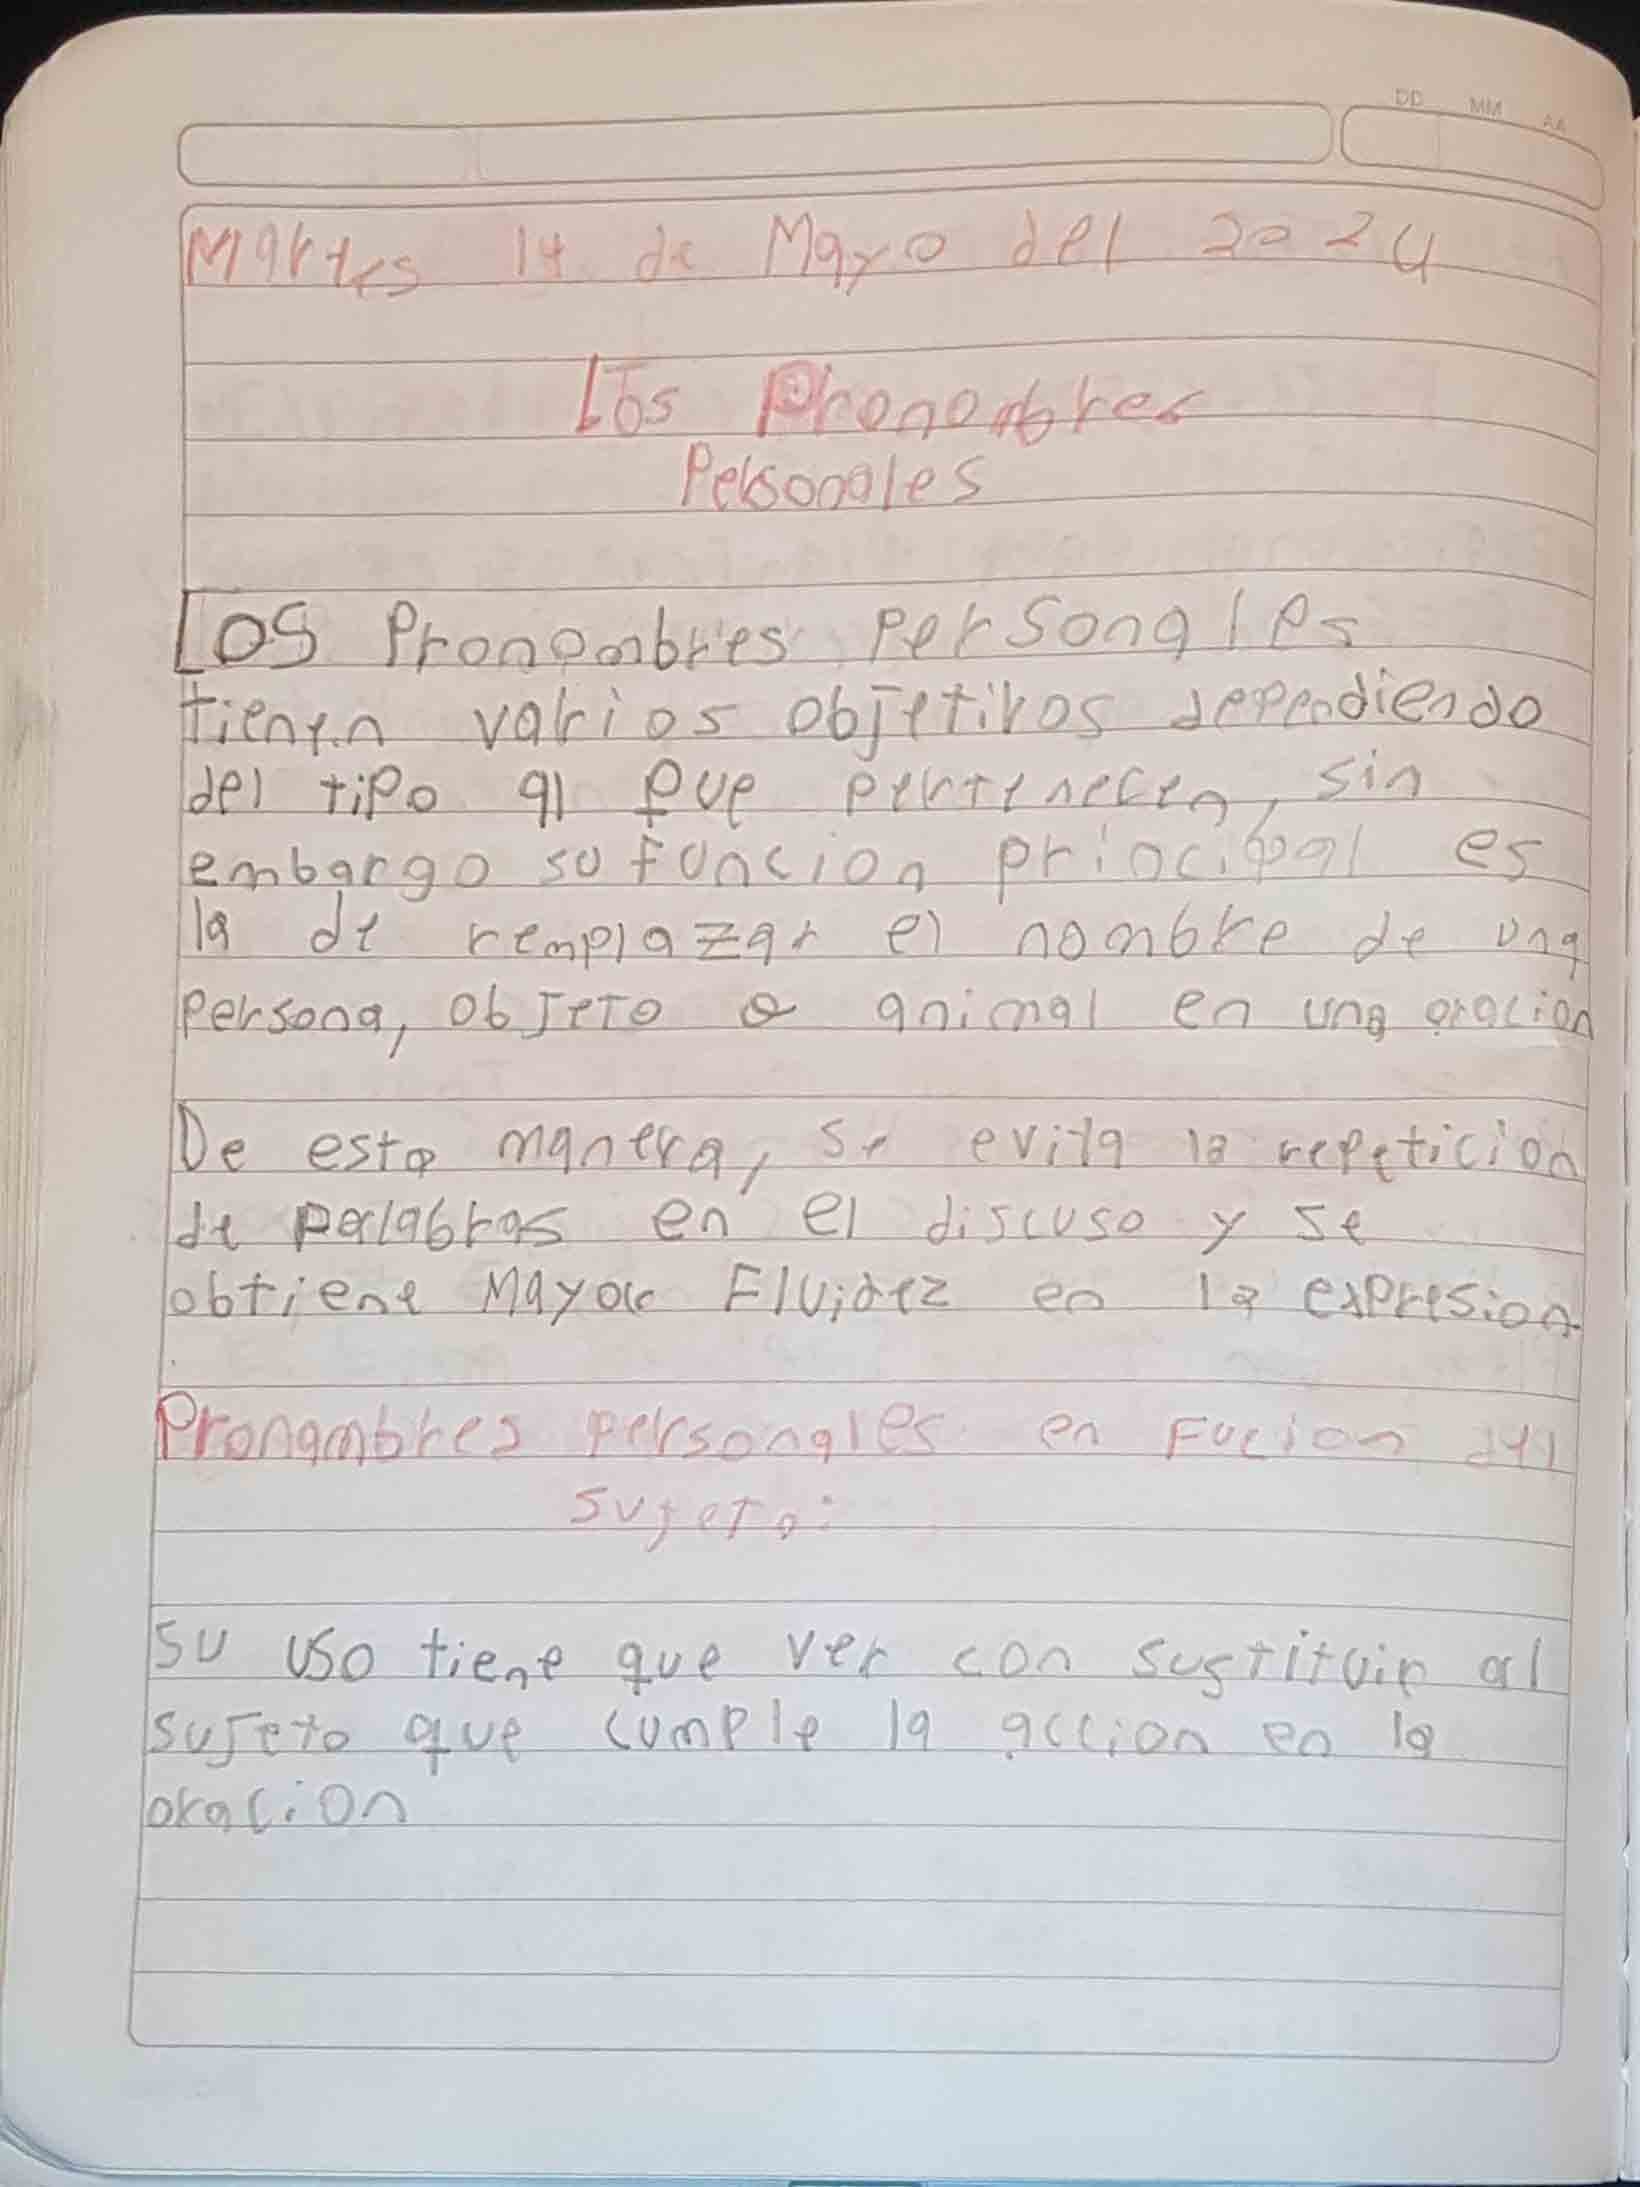 DD MM AA
Martes 14 de Mayo del 2024
Los Pronombres
Personales
Los Pronombres personales
tienen varios objetivos dependiendo
del tipo al que pertenecen, sin
embargo su funcion principal es
la de remplazar el nombre de una
persona, objeto o animal en una oracion
De esta manera, se evita la repeticion
de palabras en el discuso y se
obtiene Mayor Fluidez en la expresion.
Pronambres personales en Fucion del
sujeto:
Su uso tiene que ver con sustituir al
sujeto que cumple la accion en la
oracion